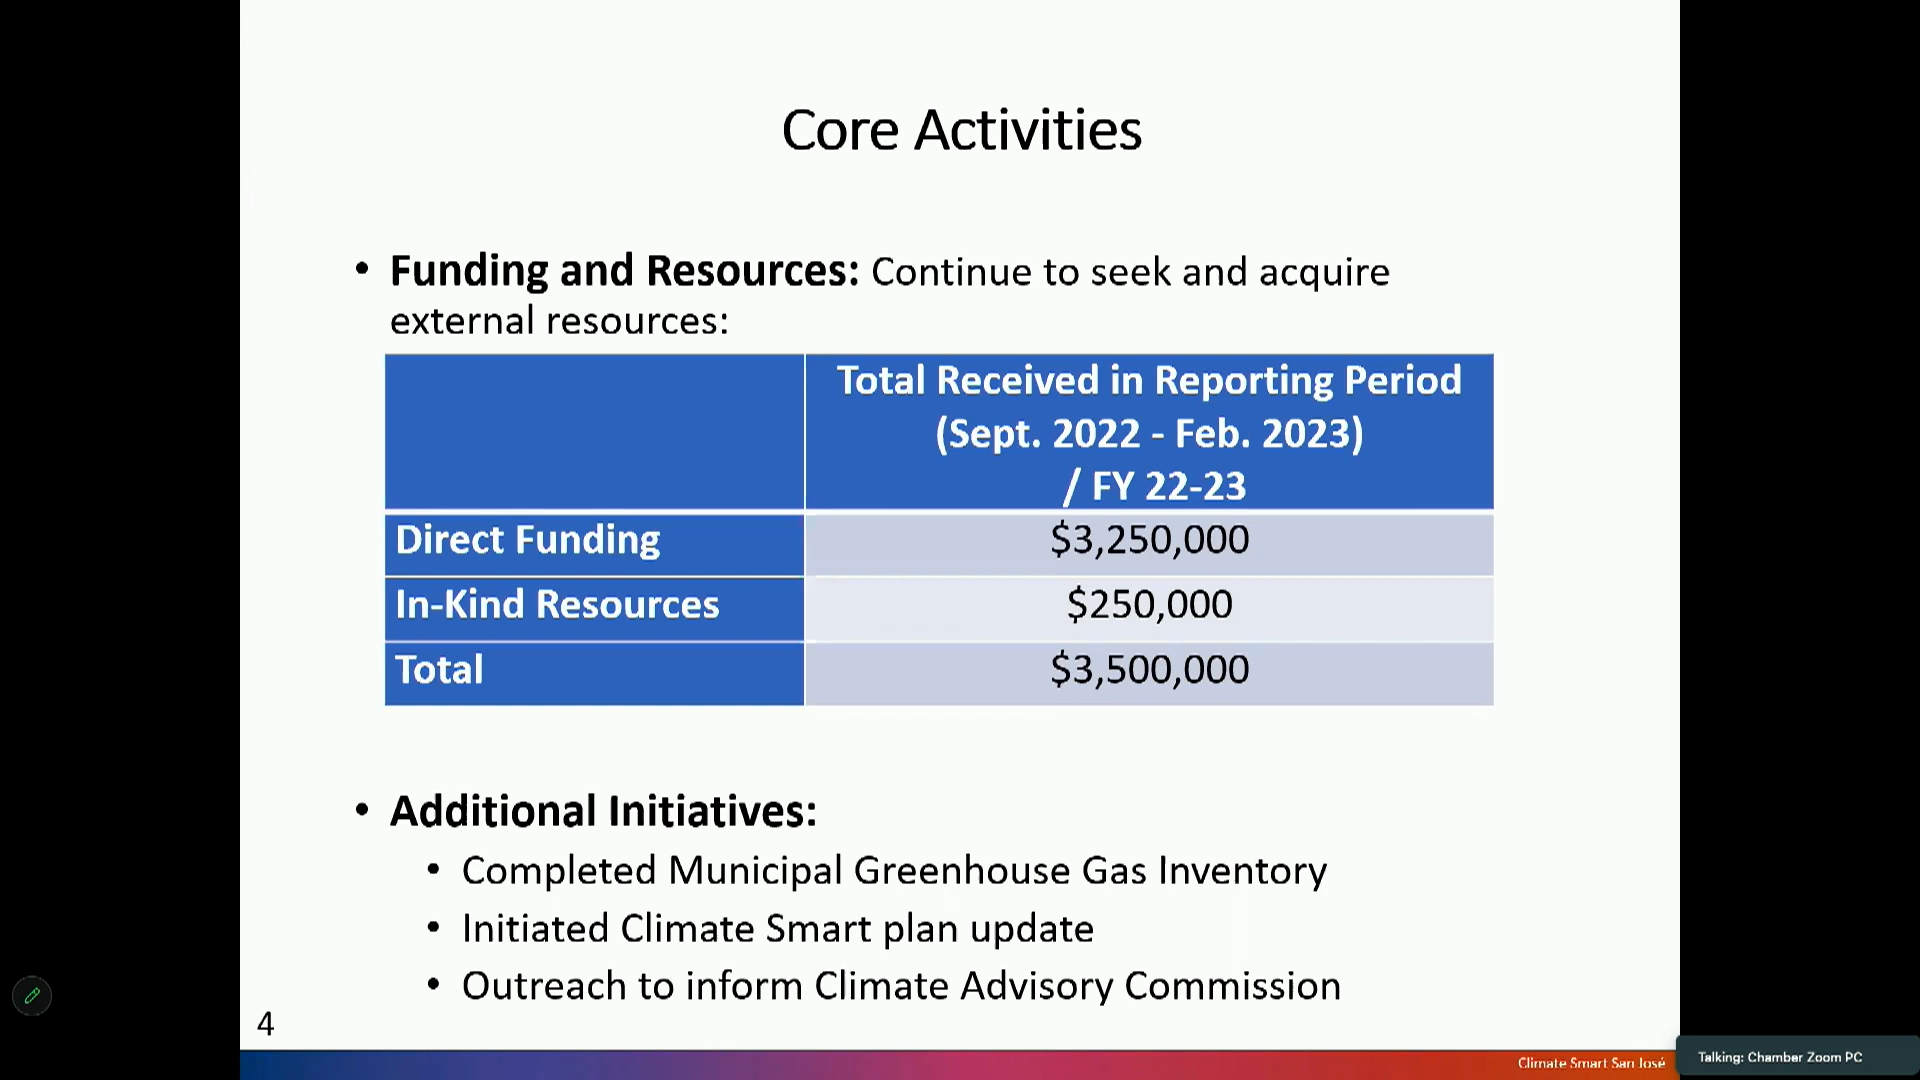 Core Activities
• Funding and Resources: Continue to seek and acquire
external resources:
Total Received in Reporting Period
(Sept. 2022 - Feb. 2023)
/ FY 22-23
Direct Funding $3,250,000
In-Kind Resources $250,000
Total $3,500,000
• Additional Initiatives:
• Completed Municipal Greenhouse Gas Inventory
• Initiated Climate Smart plan update
• Outreach to inform Climate Advisory Commission
4
Climate Smart San José
Talking: Chamber Zoom PC